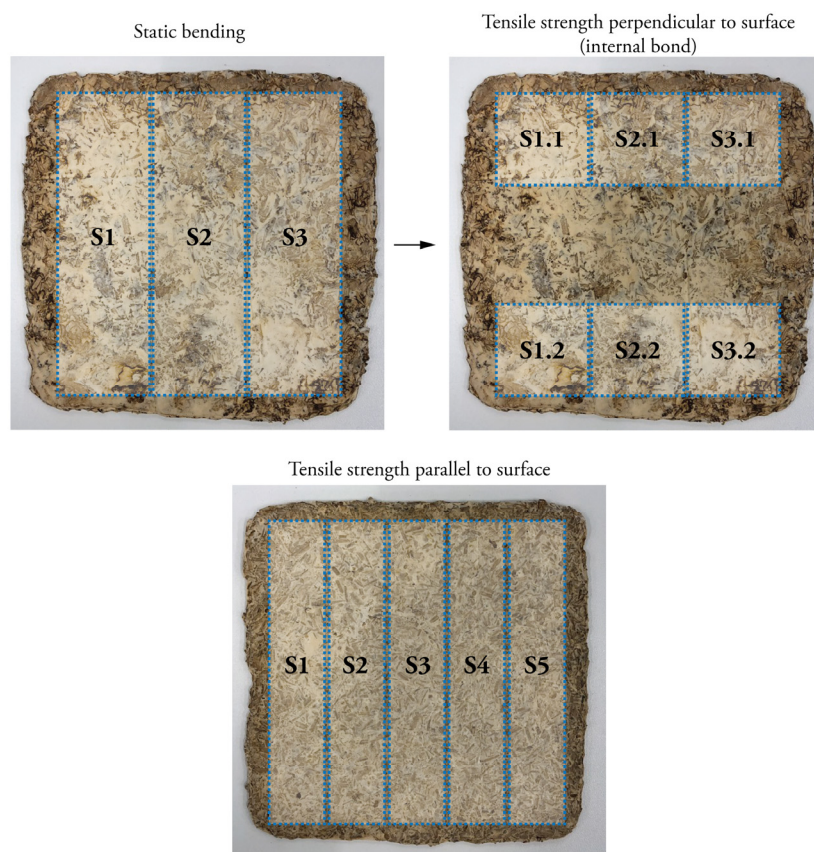 Static bending
Tensile strength perpendicular to surface
(internal bond)
S1 S2 S3
S1.1 S2.1 S3.1
S1.2 S2.2 S3.2
Tensile strength parallel to surface
S1 S2 S3 S4 S5